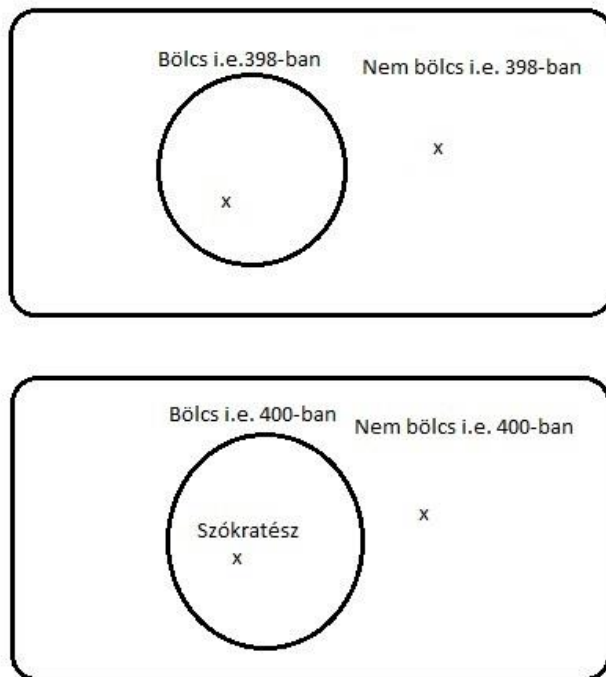 Bölcs i.e.398-ban
Nem bölcs i.e. 398-ban
x
x
Bölcs i.e. 400-ban
Nem bölcs i.e. 400-ban
x
Szókratész
x